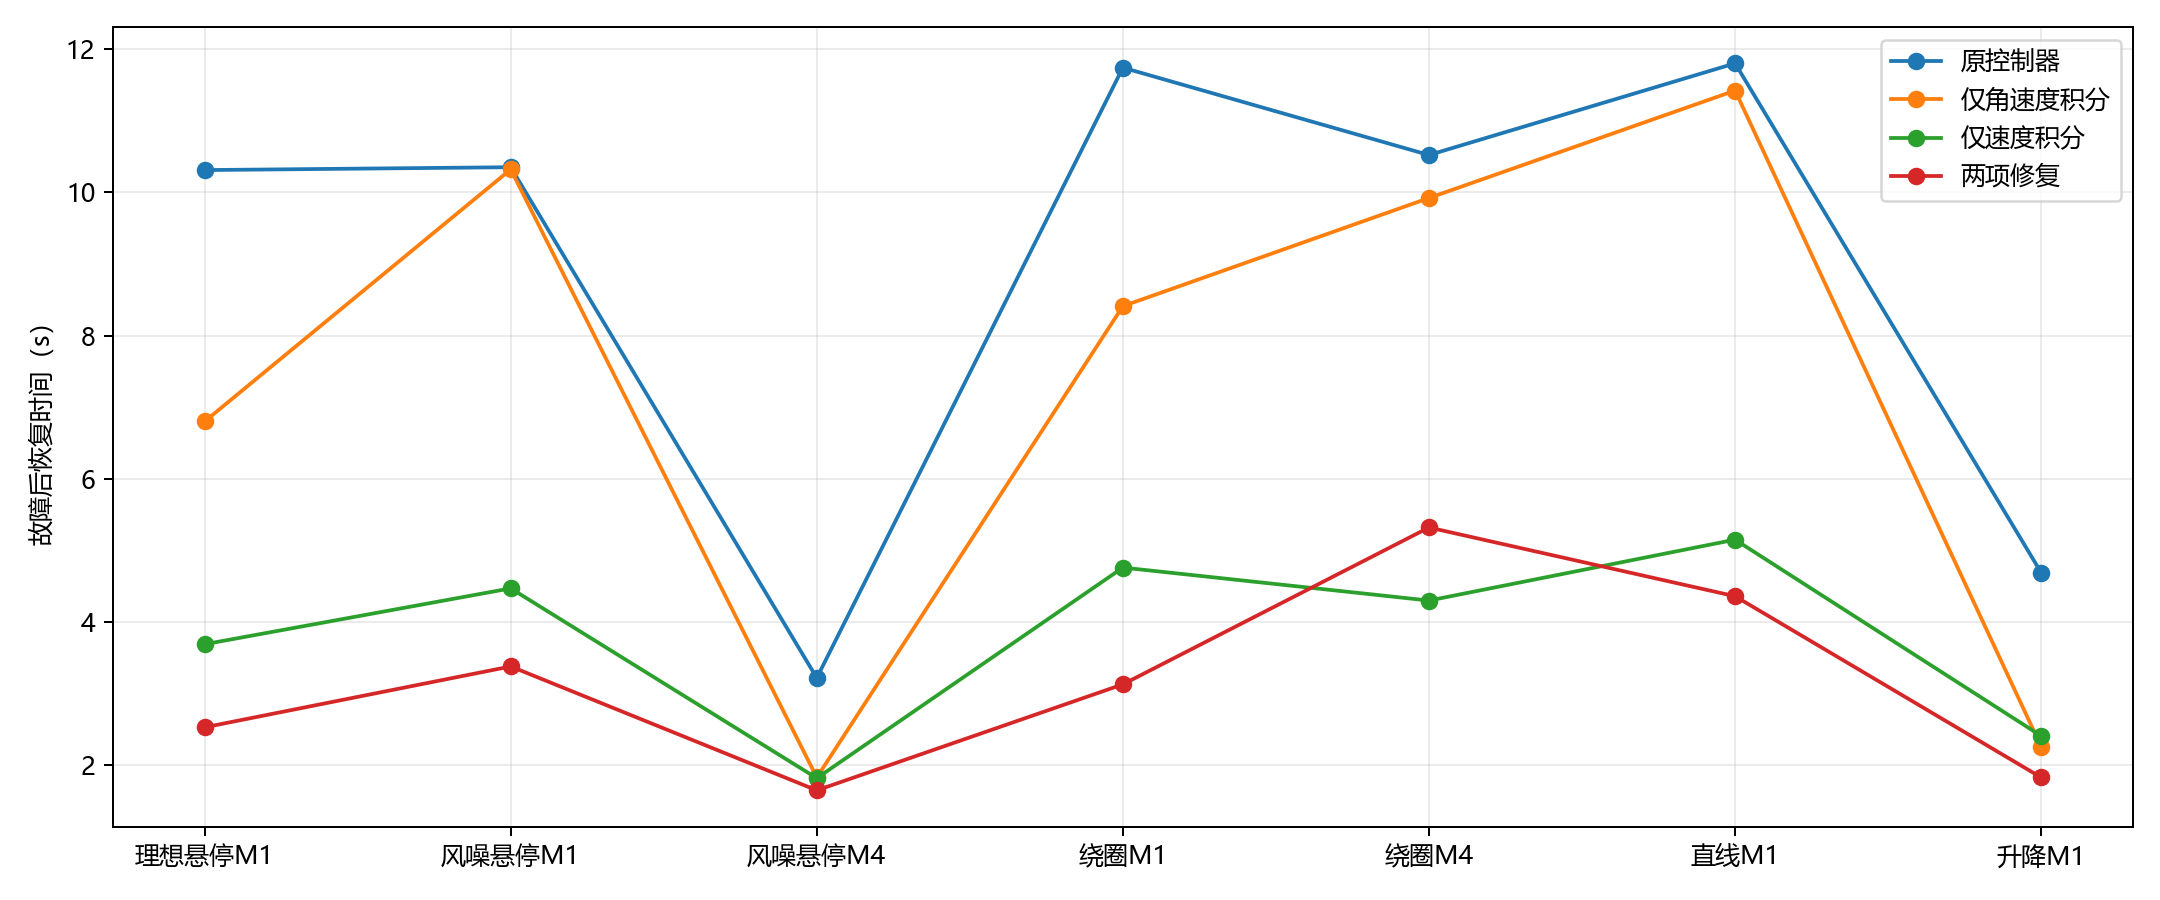 故障后恢复时间（s）
12
10
8
6
4
2
原控制器
仅角速度积分
仅速度积分
两项修复
理想悬停M1
风噪悬停M1
风噪悬停M4
绕圈M1
绕圈M4
直线M1
升降M1